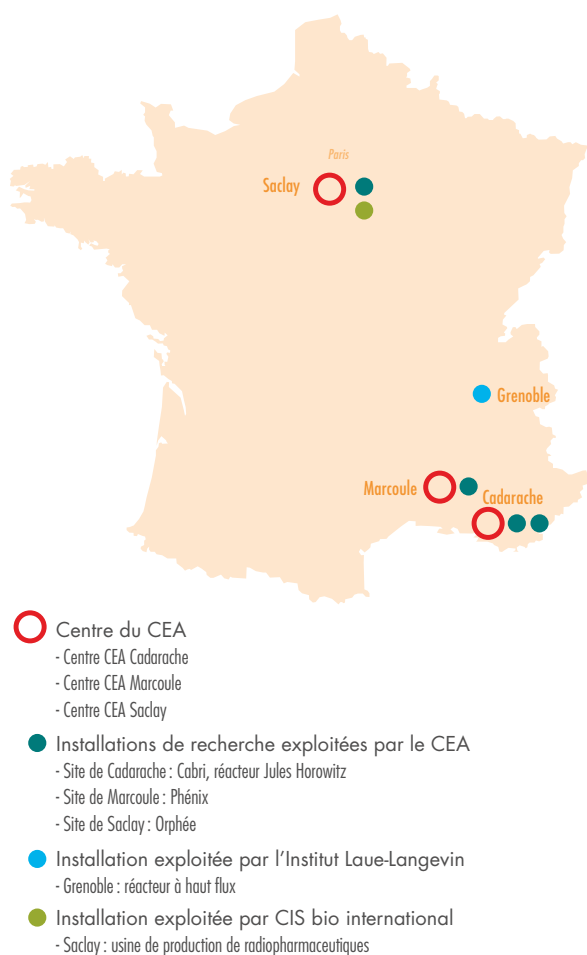 Paris
Saclay
Grenoble
Marcoule
Cadarache
Centre du CEA
- Centre CEA Cadarache
- Centre CEA Marcoule
- Centre CEA Saclay
Installations de recherche exploitées par le CEA
- Site de Cadarache : Cabri, réacteur Jules Horowitz
- Site de Marcoule : Phénix
- Site de Saclay : Orphée
Installation exploitée par l'Institut Laue-Langevin
- Grenoble : réacteur à haut flux
Installation exploitée par CIS bio international
- Saclay : usine de production de radiopharmaceutiques